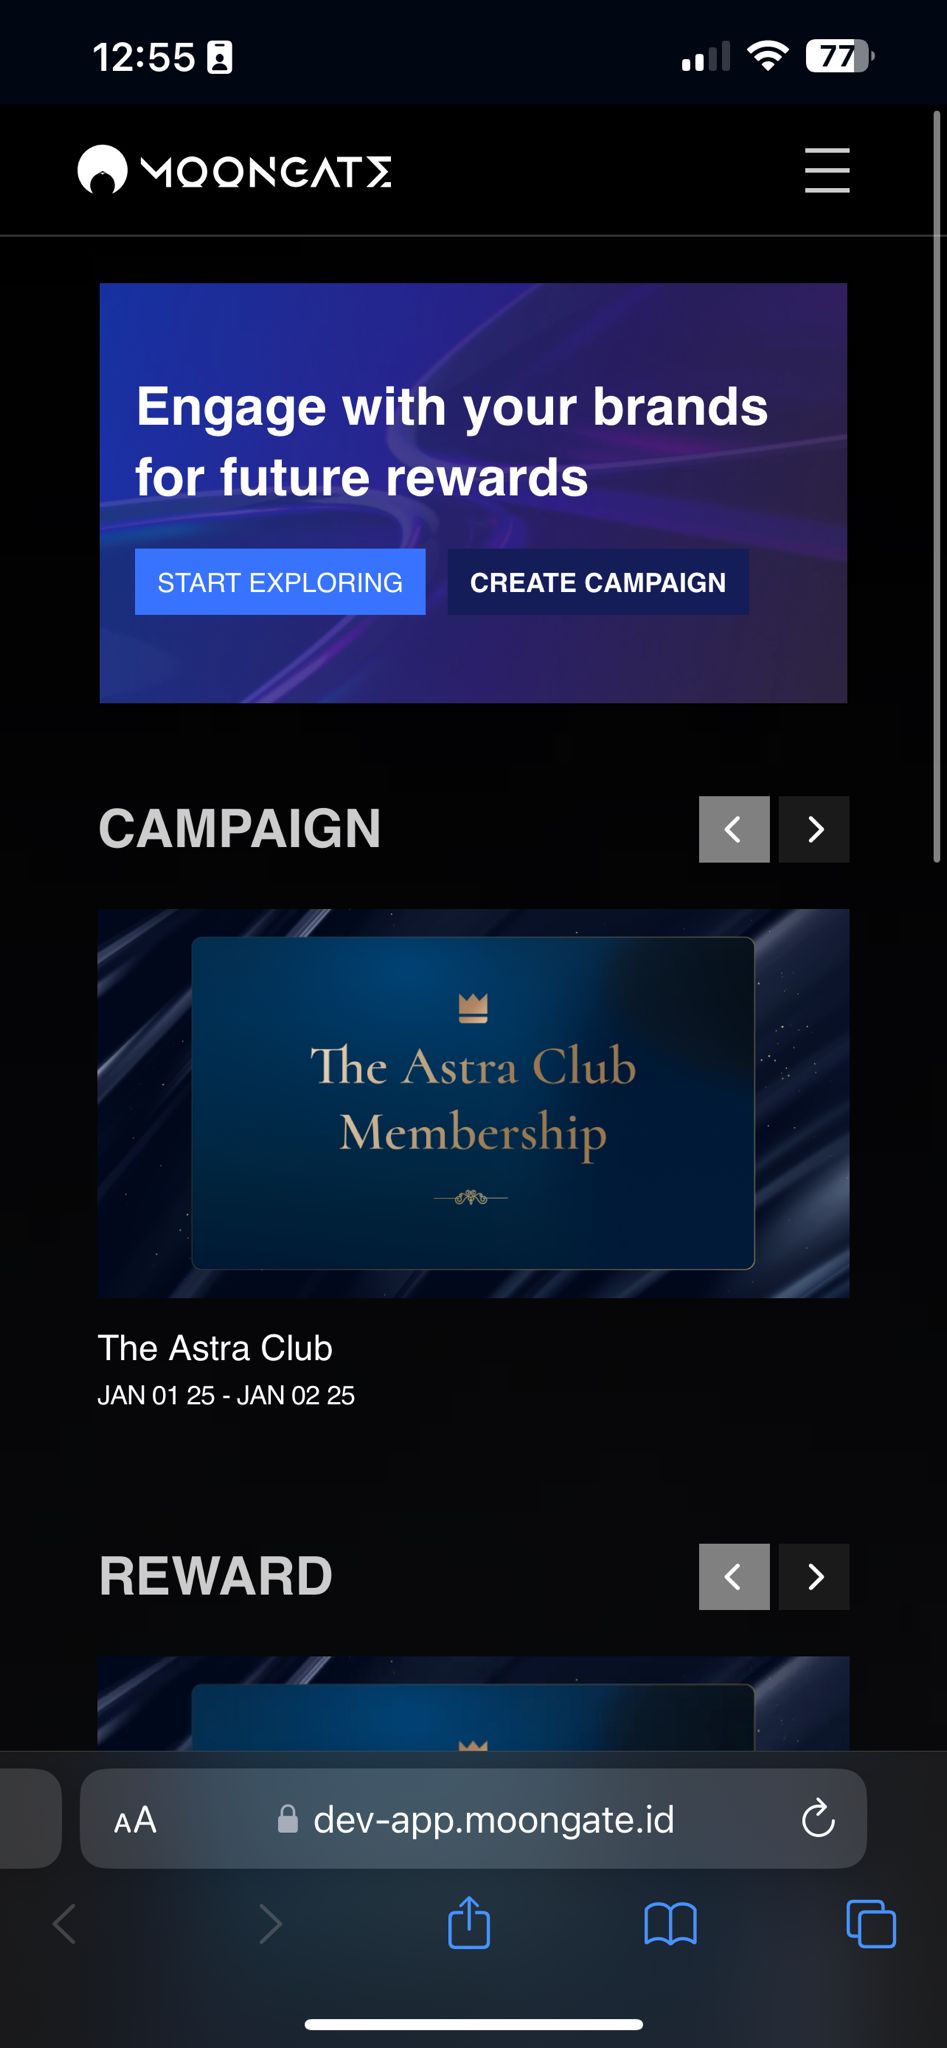 12:55
77
MOONGATE
Engage with your brands
for future rewards
START EXPLORING
CREATE CAMPAIGN
CAMPAIGN
The Astra Club
Membership
The Astra Club
JAN 01 25 - JAN 02 25
REWARD
AA
dev-app.moongate.id